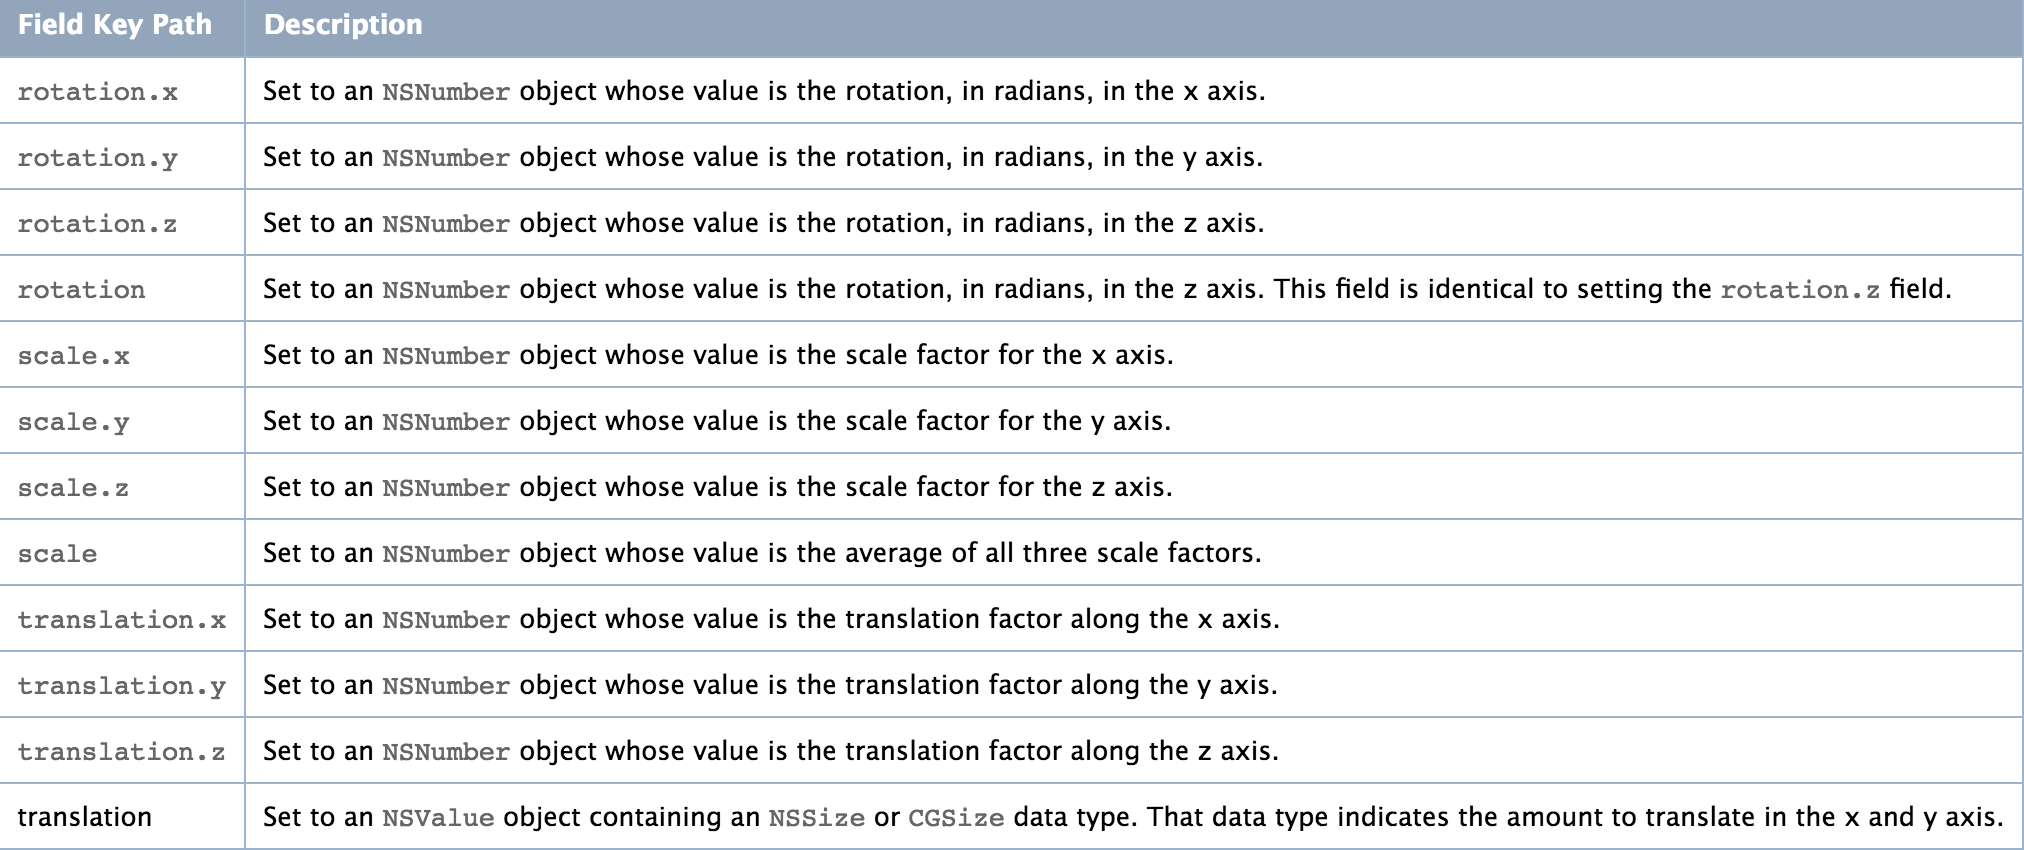 Field Key Path Description
rotation.x Set to an NSNumber object whose value is the rotation, in radians, in the x axis.
rotation.y Set to an NSNumber object whose value is the rotation, in radians, in the y axis.
rotation.z Set to an NSNumber object whose value is the rotation, in radians, in the z axis.
rotation Set to an NSNumber object whose value is the rotation, in radians, in the z axis. This field is identical to setting the rotation.z field.
scale.x Set to an NSNumber object whose value is the scale factor for the x axis.
scale.y Set to an NSNumber object whose value is the scale factor for the y axis.
scale.z Set to an NSNumber object whose value is the scale factor for the z axis.
scale Set to an NSNumber object whose value is the average of all three scale factors.
translation.x Set to an NSNumber object whose value is the translation factor along the x axis.
translation.y Set to an NSNumber object whose value is the translation factor along the y axis.
translation.z Set to an NSNumber object whose value is the translation factor along the z axis.
translation Set to an NSValue object containing an NSSize or CGSize data type. That data type indicates the amount to translate in the x and y axis.